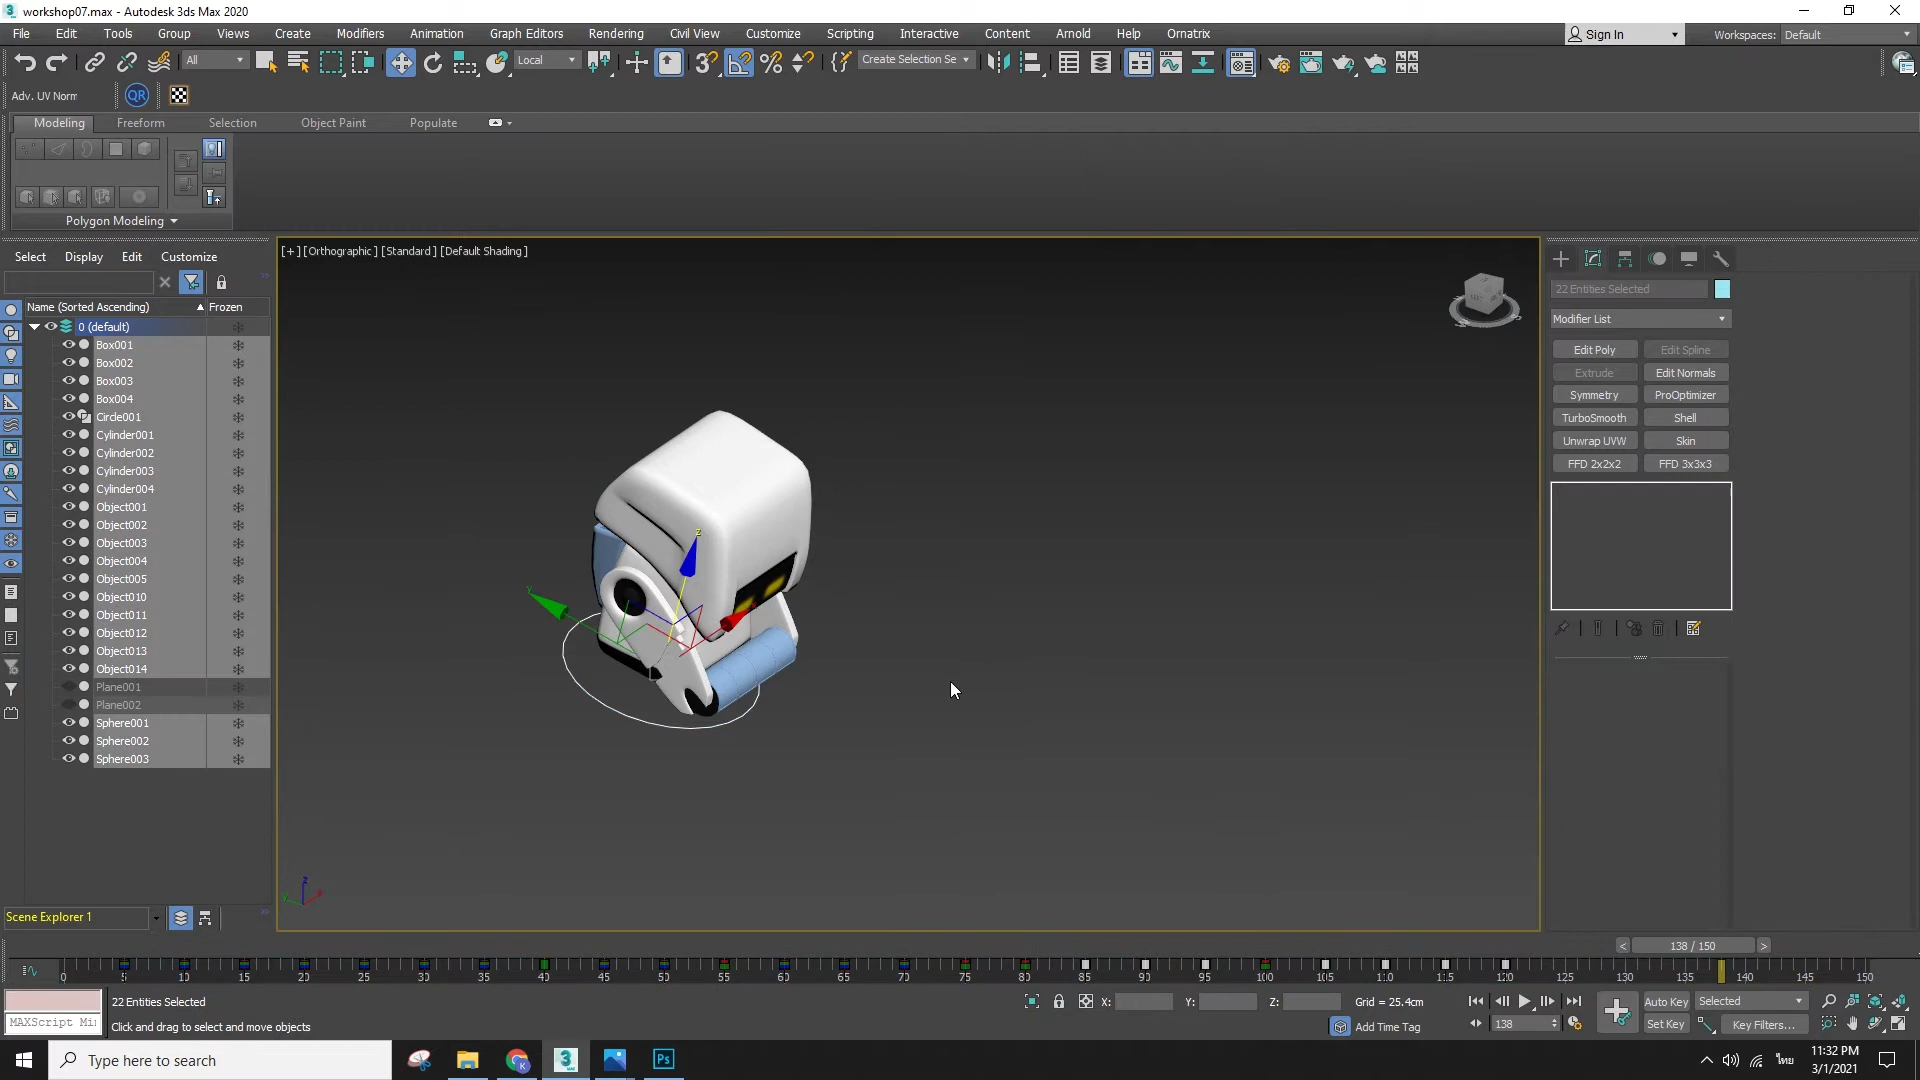 workshop07.max - Autodesk 3ds Max 2020
File Edit Tools Group Views Create Modifiers Animation Graph Editors Rendering Civil View Customize Scripting Interactive Content Arnold Help Ornatrix Sign In Workspaces: Default
All Local Create Selection Se
Adv. UV Norm QR
Modeling Freeform Selection Object Paint Populate
Polygon Modeling
Select Display Edit Customize
[+] [Orthographic] [Standard] [Default Shading]
22 Entities Selected
Name (Sorted Ascending) Frozen
Modifier List
0 (default)
Box001
Box002
Box003
Box004
Circle001
Cylinder001
Cylinder002
Cylinder003
Cylinder004
Object001
Object002
Object003
Object004
Object005
Object010
Object011
Object012
Object013
Object014
Plane001
Plane002
Sphere001
Sphere002
Sphere003
Edit Poly Edit Spline
Extrude Edit Normals
Symmetry ProOptimizer
TurboSmooth Shell
Unwrap UVW Skin
FFD 2x2x2 FFD 3x3x3
z
y
Scene Explorer 1
138 / 150
0 5 10 15 20 25 30 35 40 45 50 55 60 65 70 75 80 85 90 95 100 105 110 115 120 125 130 135 140 145 150
22 Entities Selected X: Y: Z: Grid = 25.4cm Auto Key Selected
MAXScript Mi
Click and drag to select and move objects Add Time Tag 138 Set Key Key Filters...
Type here to search
Ps
ไทย
11:32 PM
3/1/2021